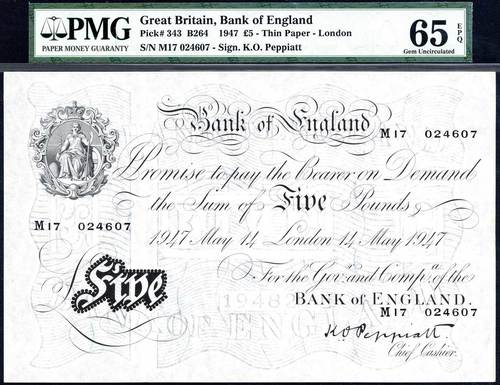 PMG
PAPER MONEY GUARANTY
Great Britain, Bank of England
Pick# 343 B264 1947 £5 - Thin Paper - London
S/N M17 024607 - Sign. K.O. Peppiatt
65 EPQ
Gem Uncirculated
Bank of England
M17 024607
I Promise to pay the Bearer on Demand
the Sum of Five Pounds
M17 024607
1947 May 14 London 14 May 1947
For the Govr. and Compa. of the
BANK OF ENGLAND.
Five
M17 024607
K.O. Peppiatt
Chief Cashier.